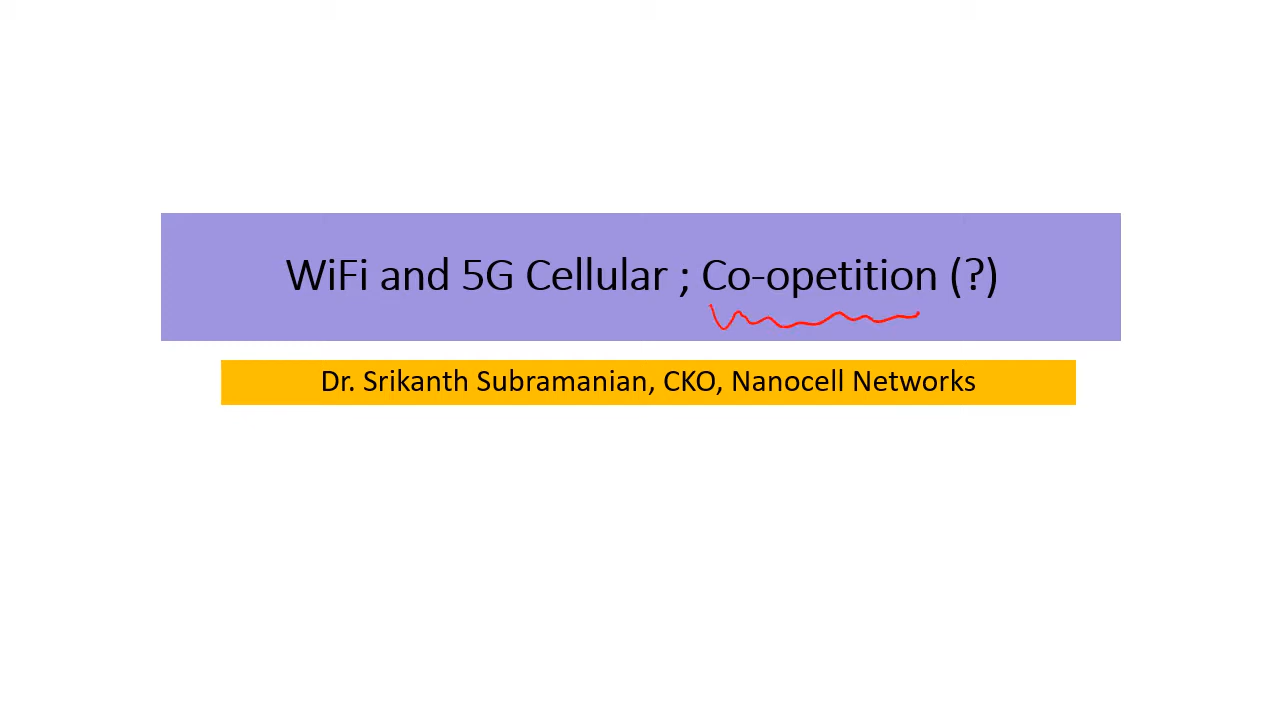 WiFi and 5G Cellular ; Co-opetition (?)
Dr. Srikanth Subramanian, CKO, Nanocell Networks